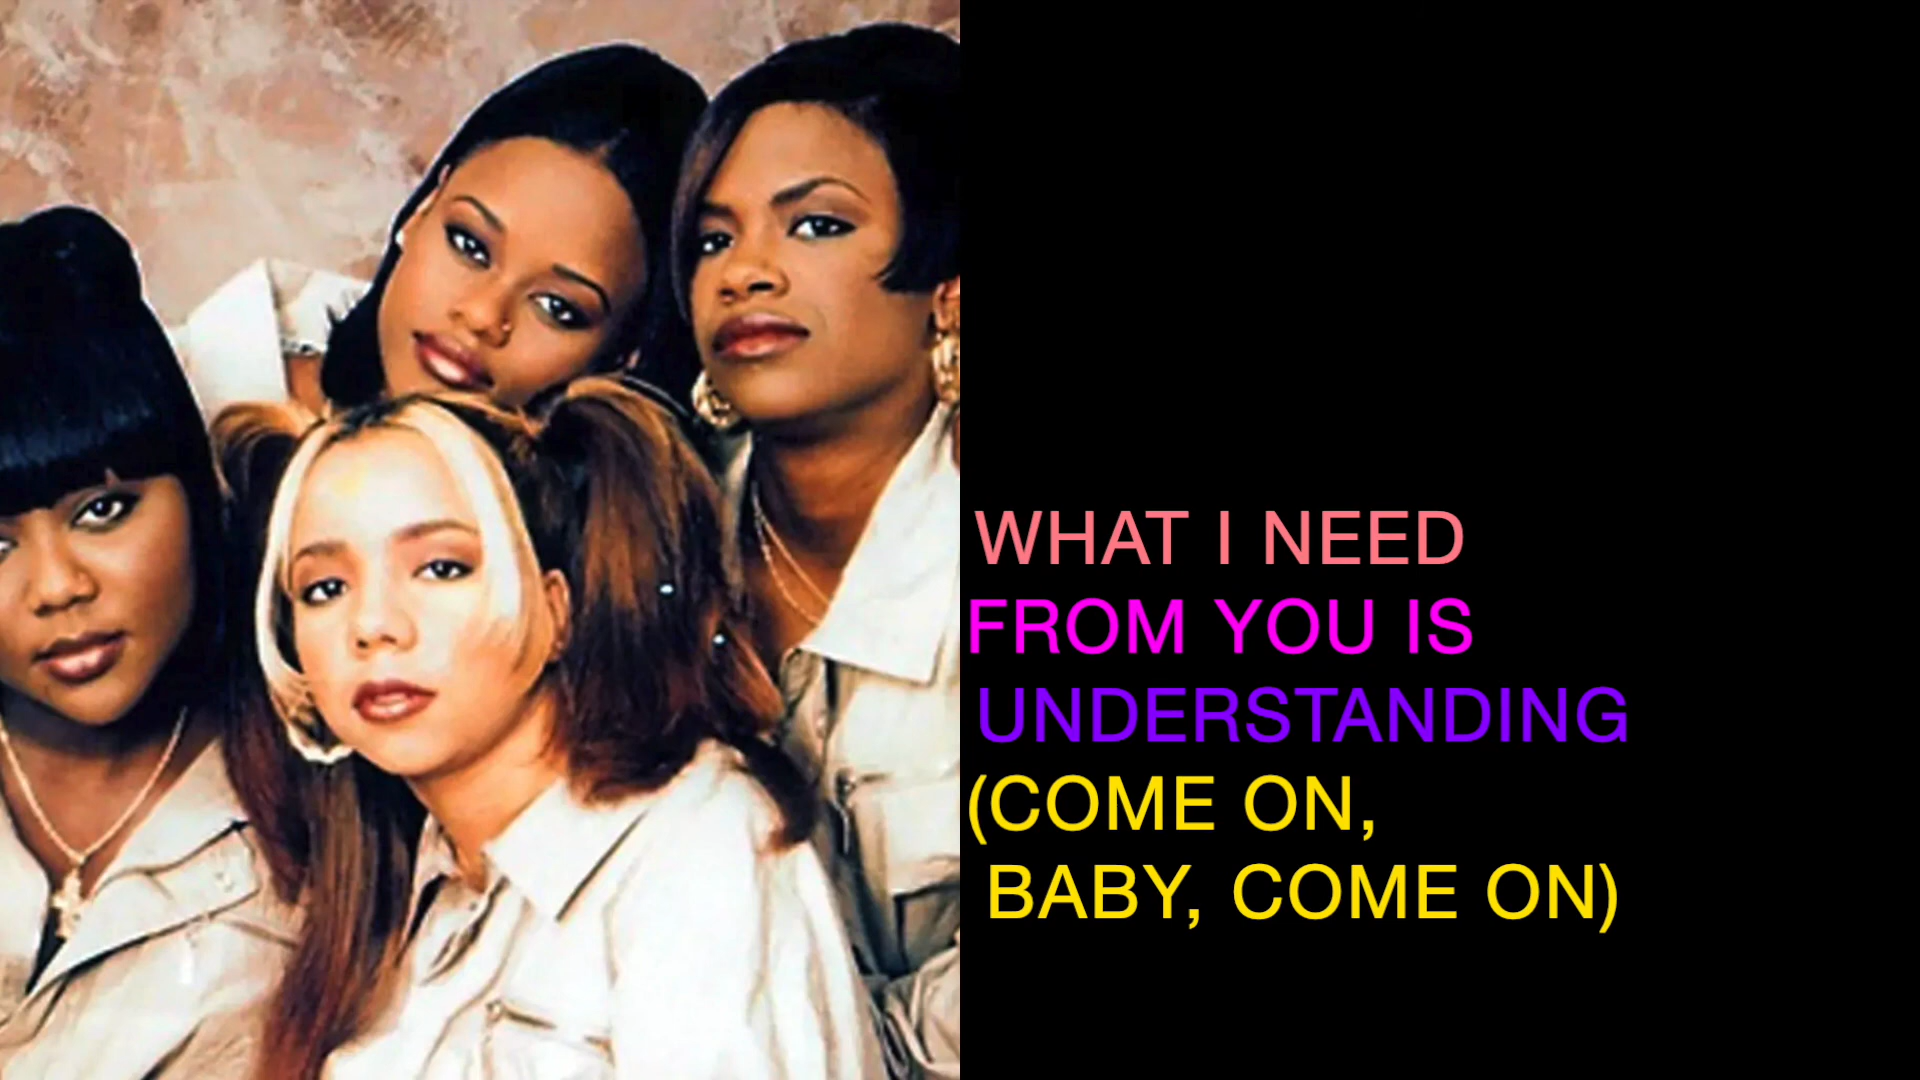 WHAT I NEED
FROM YOU IS
UNDERSTANDING
(COME ON,
BABY, COME ON)